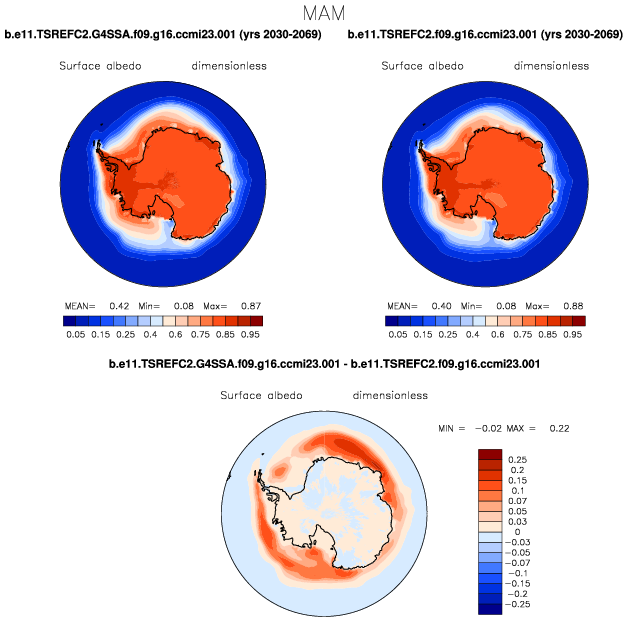 MAM
b.e11.TSREFC2.G4SSA.f09.g16.ccmi23.001 (yrs 2030-2069)
b.e11.TSREFC2.f09.g16.ccmi23.001 (yrs 2030-2069)
Surface albedo dimensionless
Surface albedo dimensionless
MEAN= 0.42 Min= 0.08 Max= 0.87
0.05 0.15 0.25 0.4 0.6 0.75 0.85 0.95
MEAN= 0.40 Min= 0.08 Max= 0.88
0.05 0.15 0.25 0.4 0.6 0.75 0.85 0.95
b.e11.TSREFC2.G4SSA.f09.g16.ccmi23.001 - b.e11.TSREFC2.f09.g16.ccmi23.001
Surface albedo dimensionless
MIN = -0.02 MAX = 0.22
0.25
0.2
0.15
0.1
0.07
0.05
0.03
0
-0.03
-0.05
-0.07
-0.1
-0.15
-0.2
-0.25